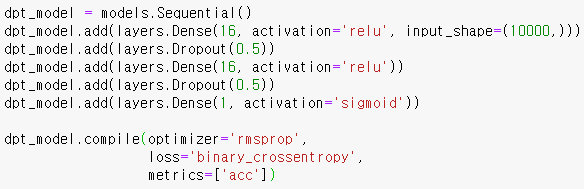 dpt_model = models.Sequential()
dpt_model.add(layers.Dense(16, activation='relu', input_shape=(10000,)))
dpt_model.add(layers.Dropout(0.5))
dpt_model.add(layers.Dense(16, activation='relu'))
dpt_model.add(layers.Dropout(0.5))
dpt_model.add(layers.Dense(1, activation='sigmoid'))

dpt_model.compile(optimizer='rmsprop',
                  loss='binary_crossentropy',
                  metrics=['acc'])